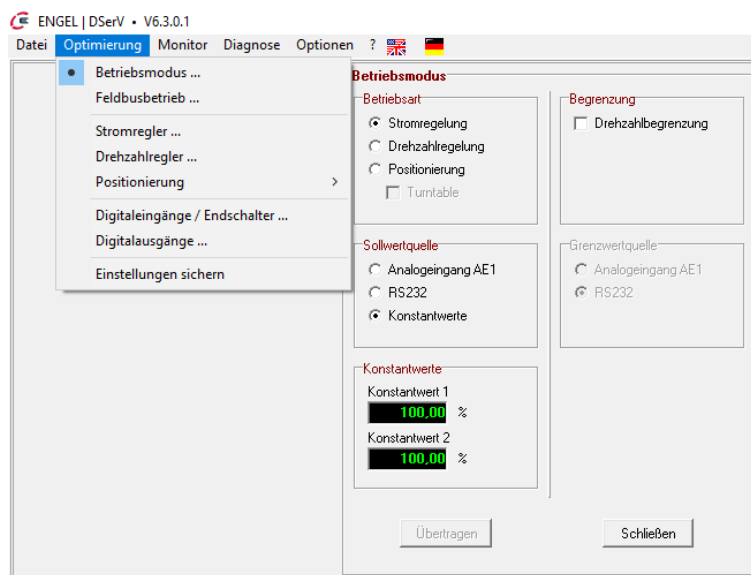 ENGEL | DSerV • V6.3.0.1
Datei Optimierung Monitor Diagnose Optionen ?
Betriebsmodus ...
Feldbusbetrieb ...
Stromregler ...
Drehzahlregler ...
Positionierung >
Digitaleingänge / Endschalter ...
Digitalausgänge ...
Einstellungen sichern
Betriebsmodus
Betriebsart
Stromregelung
Drehzahlregelung
Positionierung
Turntable
Begrenzung
Drehzahlbegrenzung
Sollwertquelle
Analogeingang AE1
RS232
Konstantwerte
Grenzwertquelle
Analogeingang AE1
RS232
Konstantwerte
Konstantwert 1
100,00 %
Konstantwert 2
100,00 %
Übertragen
Schließen